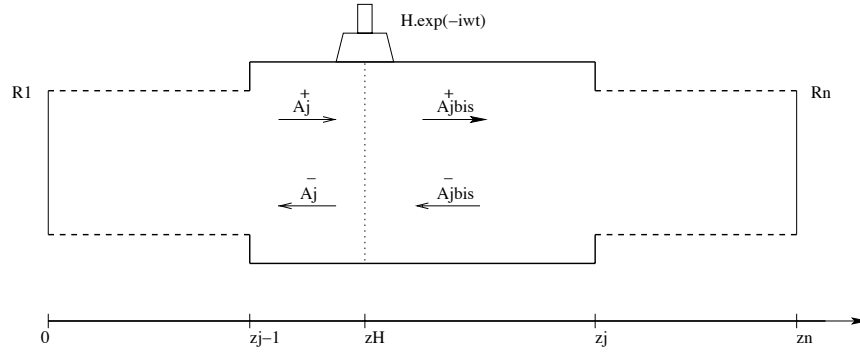 H.exp(-iwt)
R1
Rn
+
Aj
+
Ajbis
−
Aj
−
Ajbis
0
zj−1
zH
zj
zn